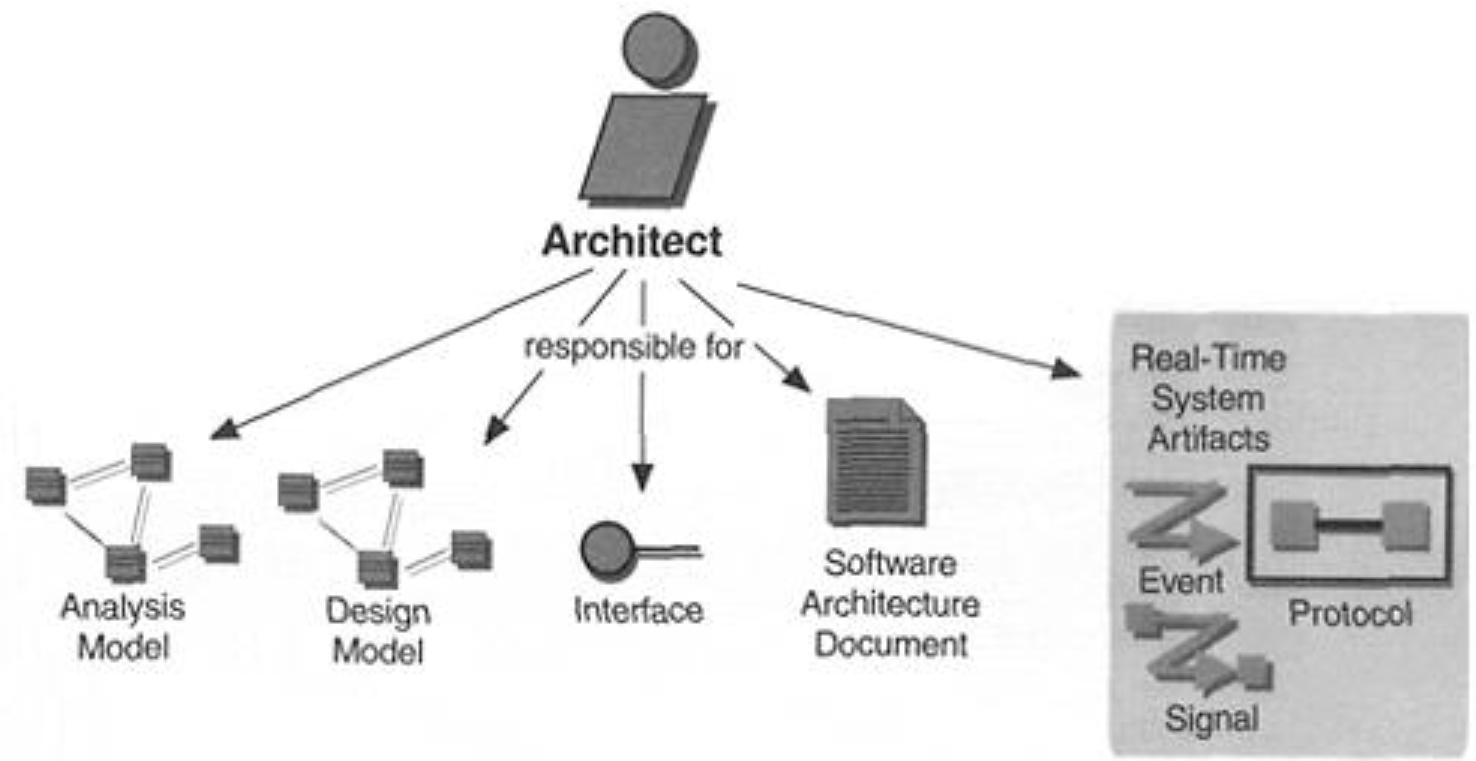 Architect
responsible for
Real-Time
System
Artifacts
Analysis
Model
Design
Model
Interface
Software
Architecture
Document
Event
Protocol
Signal